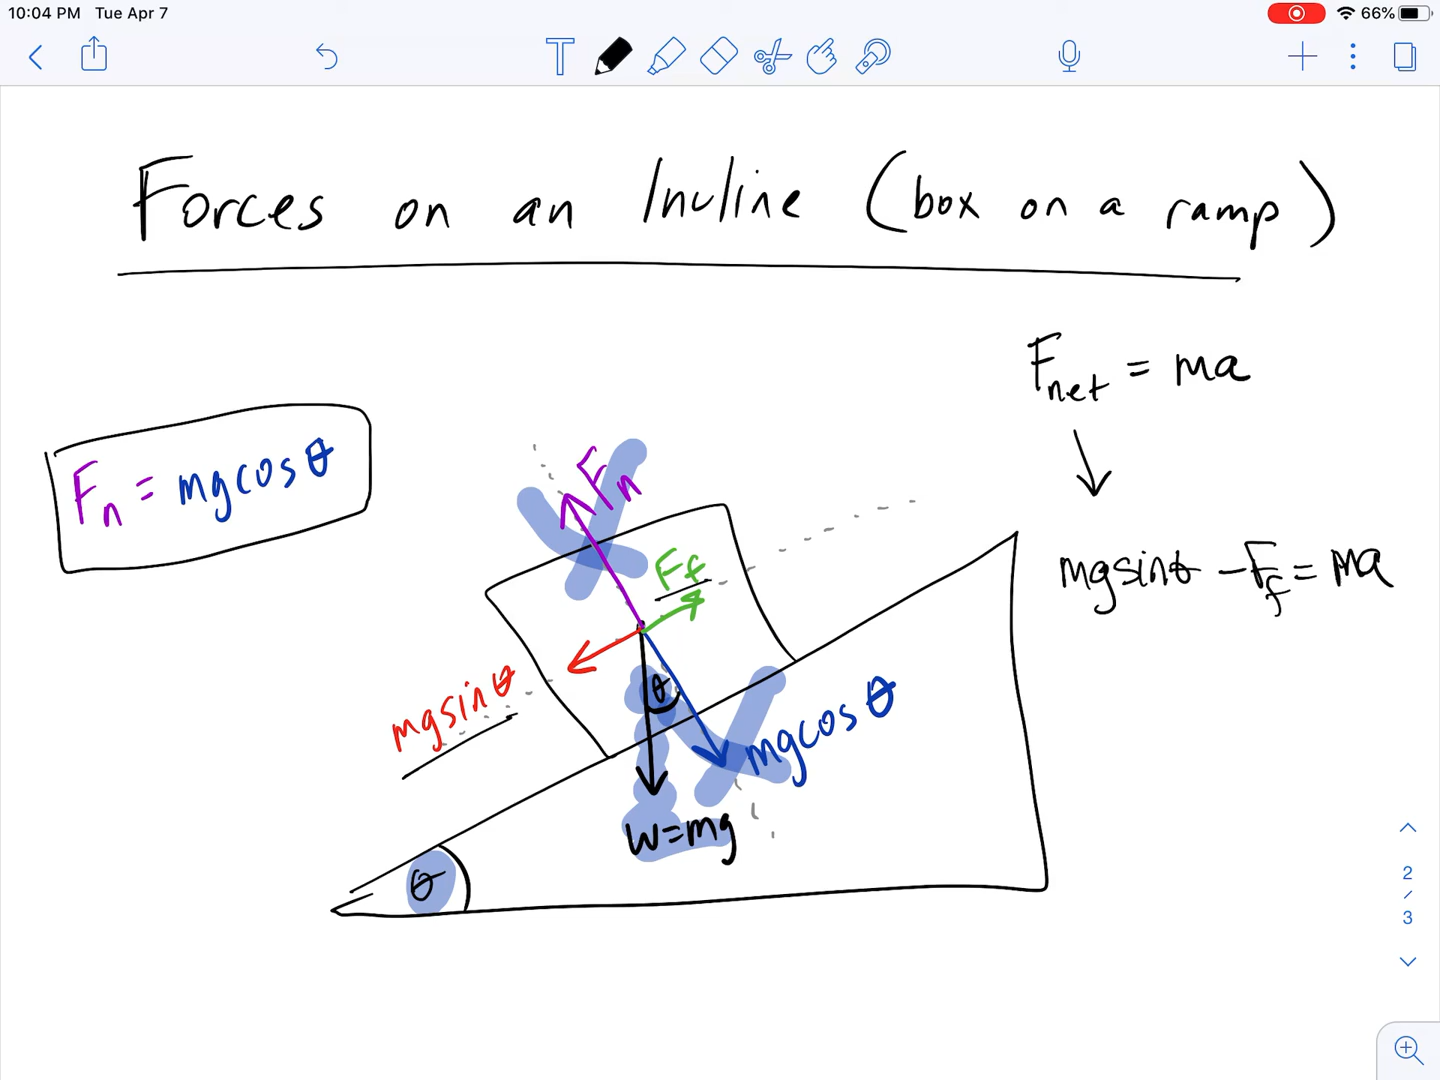 10:04 PM Tue Apr 7
66%
T
Forces on an Incline (box on a ramp)
Fnet = ma
Fn = mgcosθ
Fn
Ff
mgsinθ - Ff = ma
mgsinθ
θ
mgcosθ
W=mg
θ
2
/
3